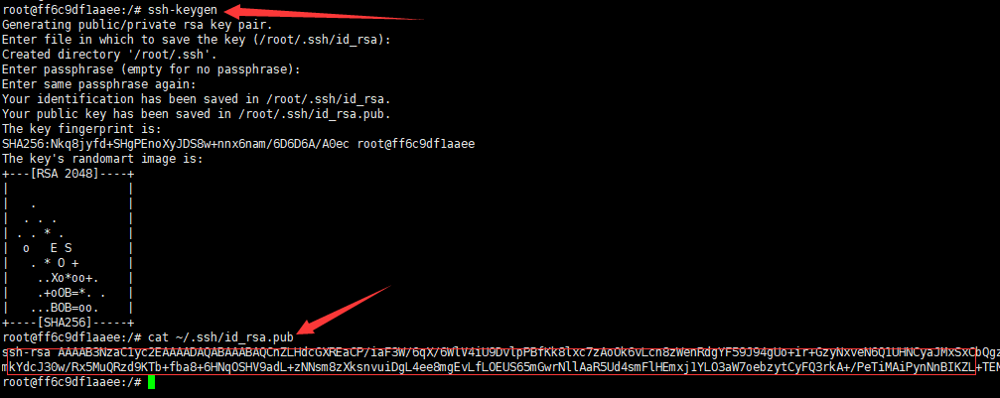 root@ff6c9df1aaee:/# ssh-keygen
Generating public/private rsa key pair.
Enter file in which to save the key (/root/.ssh/id_rsa):
Created directory '/root/.ssh'.
Enter passphrase (empty for no passphrase):
Enter same passphrase again:
Your identification has been saved in /root/.ssh/id_rsa.
Your public key has been saved in /root/.ssh/id_rsa.pub.
The key fingerprint is:
SHA256:Nkq8jyfd+SHgPEnoXyJDS8w+nnx6nam/6D6D6A/A0ec root@ff6c9df1aaee
The key's randomart image is:
+---[RSA 2048]----+
|                 |
|   .             |
|  . . .          |
| . . * .         |
|  o   E S        |
|   . * O +       |
|    ..Xo*oo+.    |
|    .+oOB=*. .   |
|   ...BOB=oo.    |
+----[SHA256]-----+
root@ff6c9df1aaee:/# cat ~/.ssh/id_rsa.pub
ssh-rsa AAAAB3NzaC1yc2EAAAADAQABAAABAQCnZLHdcGXREaCP/iaF3W/6qX/6WlV4iU9DvlpPBfKk8lxc7zAoOk6vLcn8zWenRdgYF59J94gUo+ir+GzyNxveN6Q1UHNCyaJMxSxCbQgz
mkYdcJ30w/Rx5MuQRzd9KTb+fba8+6HNqOSHV9adL+zNNsm8zXksnvuiDgL4ee8mgEvLfLOEUS65mGwrNllAaR5Ud4smFlHEmxj1YLO3aW7oebzytCyFQ3rkA+/PeTiMAiPynNnBIKZL+TEM
root@ff6c9df1aaee:/#